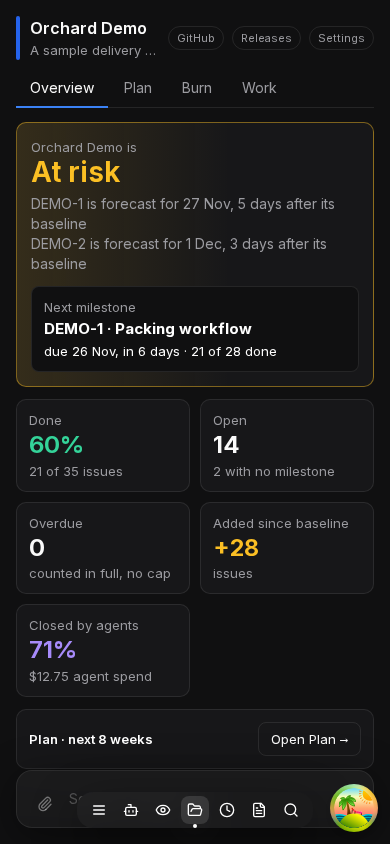 Orchard Demo
A sample delivery …
GitHub
Releases
Settings
Overview
Plan
Burn
Work
Orchard Demo is
At risk
DEMO-1 is forecast for 27 Nov, 5 days after its
baseline
DEMO-2 is forecast for 1 Dec, 3 days after its
baseline
Next milestone
DEMO-1 · Packing workflow
due 26 Nov, in 6 days · 21 of 28 done
Done
60%
21 of 35 issues
Open
14
2 with no milestone
Overdue
0
counted in full, no cap
Added since baseline
+28
issues
Closed by agents
71%
$12.75 agent spend
Plan · next 8 weeks
Open Plan →